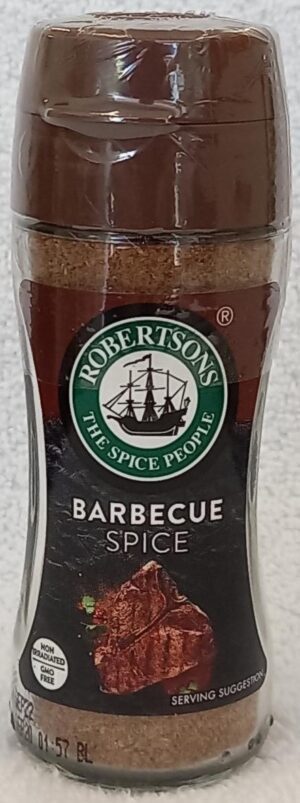 ®
ROBERTSONS
THE SPICE PEOPLE
BARBECUE
SPICE
NON
IRRADIATED
GMO
FREE
SERVING SUGGESTION
01:57 BL